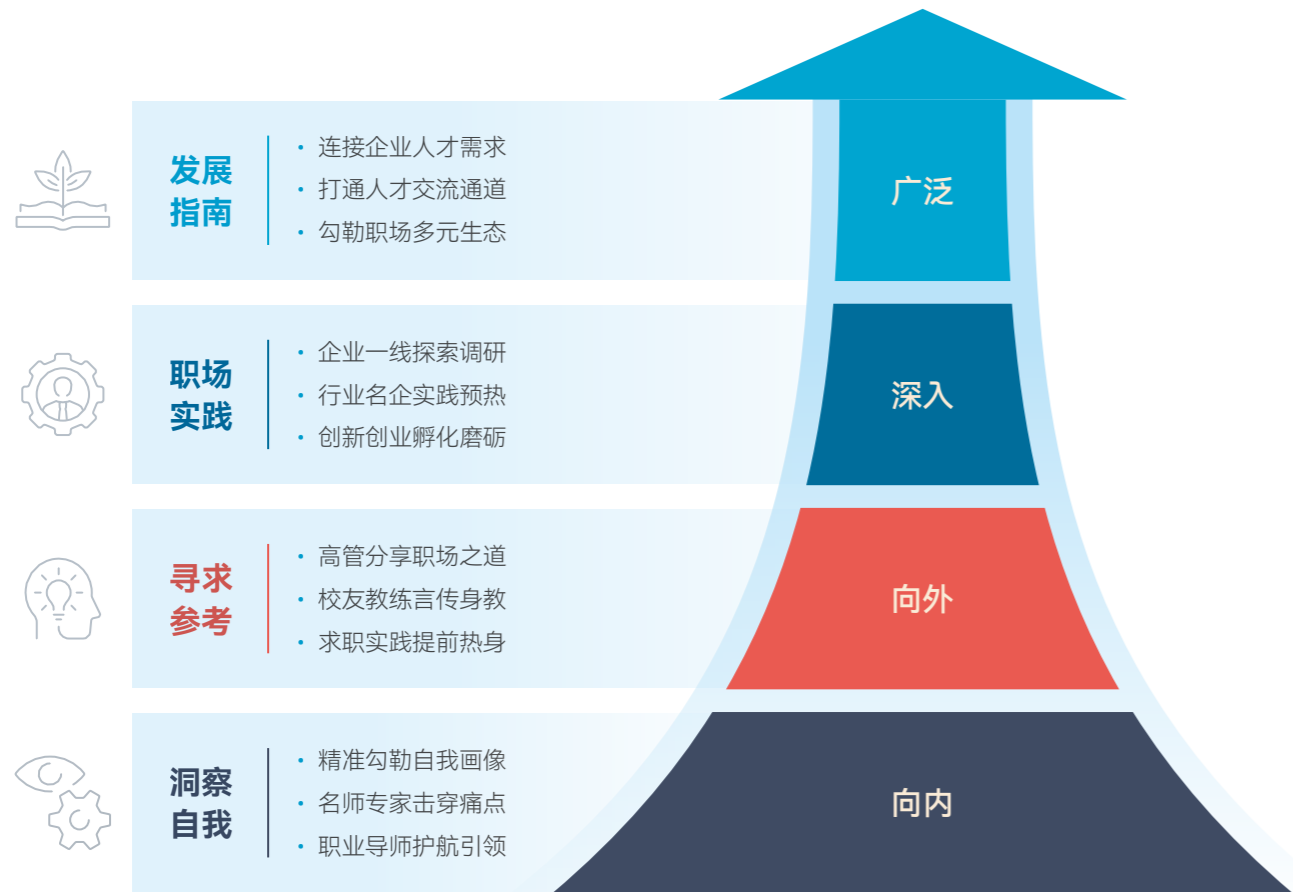 发展
指南
• 连接企业人才需求
• 打通人才交流通道
• 勾勒职场多元生态
广泛
职场
实践
• 企业一线探索调研
• 行业名企实践预热
• 创新创业孵化磨砺
深入
寻求
参考
• 高管分享职场之道
• 校友教练言传身教
• 求职实践提前热身
向外
洞察
自我
• 精准勾勒自我画像
• 名师专家击穿痛点
• 职业导师护航引领
向内